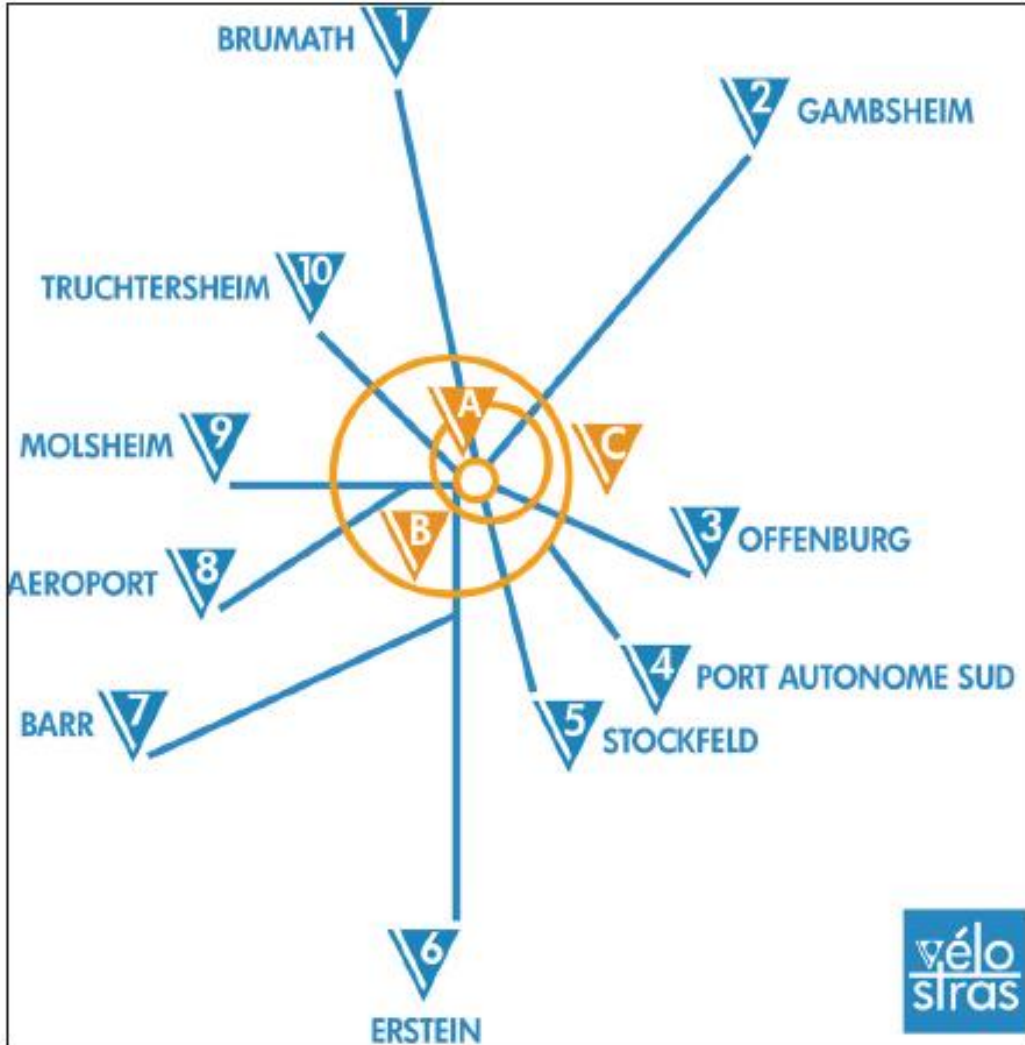 BRUMATH 1
2 GAMBSHEIM
TRUCHTERSHEIM 10
A
MOLSHEIM 9
C
B
3 OFFENBURG
AEROPORT 8
4 PORT AUTONOME SUD
BARR 7
5 STOCKFELD
6
ERSTEIN
vélo
stras